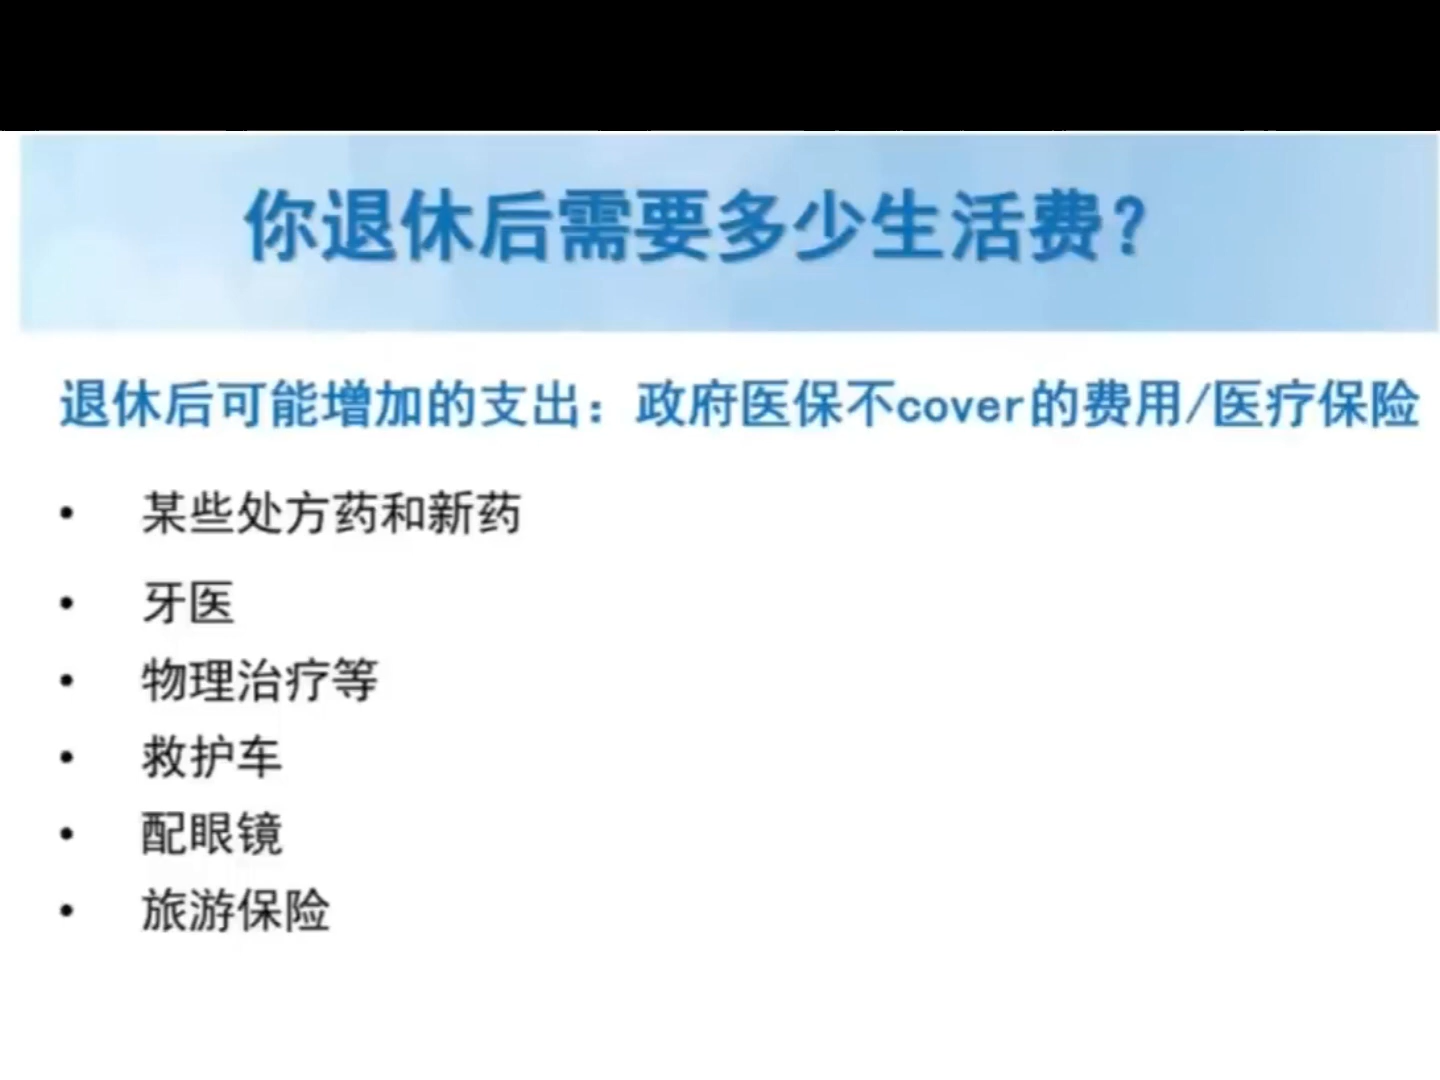 你退休后需要多少生活费？
退休后可能增加的支出：政府医保不cover的费用/医疗保险
• 某些处方药和新药
• 牙医
• 物理治疗等
• 救护车
• 配眼镜
• 旅游保险